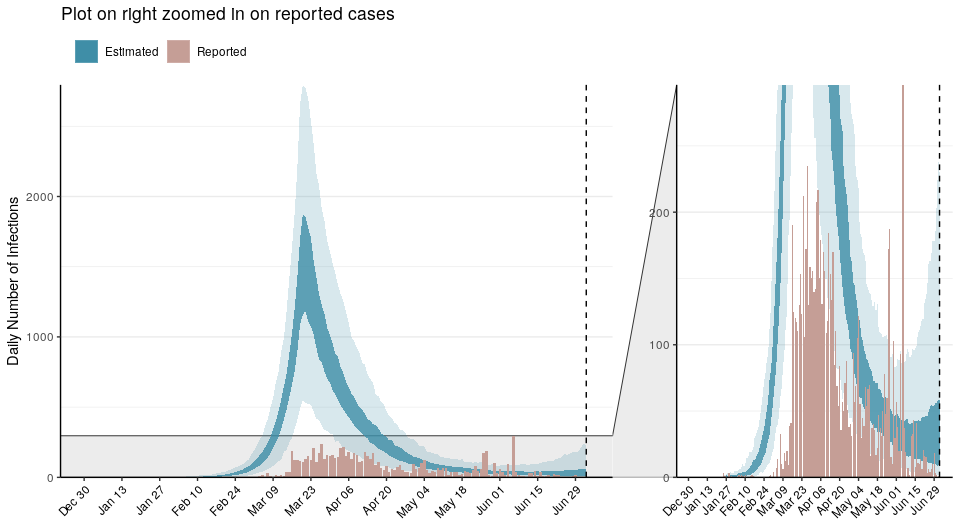 Plot on right zoomed in on reported cases
Estimated Reported
Daily Number of Infections
2000
1000
0
Dec 30 Jan 13 Jan 27 Feb 10 Feb 24 Mar 09 Mar 23 Apr 06 Apr 20 May 04 May 18 Jun 01 Jun 15 Jun 29
200
100
0
Dec 30 Jan 13 Jan 27 Feb 10 Feb 24 Mar 09 Mar 23 Apr 06 Apr 20 May 04 May 18 Jun 01 Jun 15 Jun 29